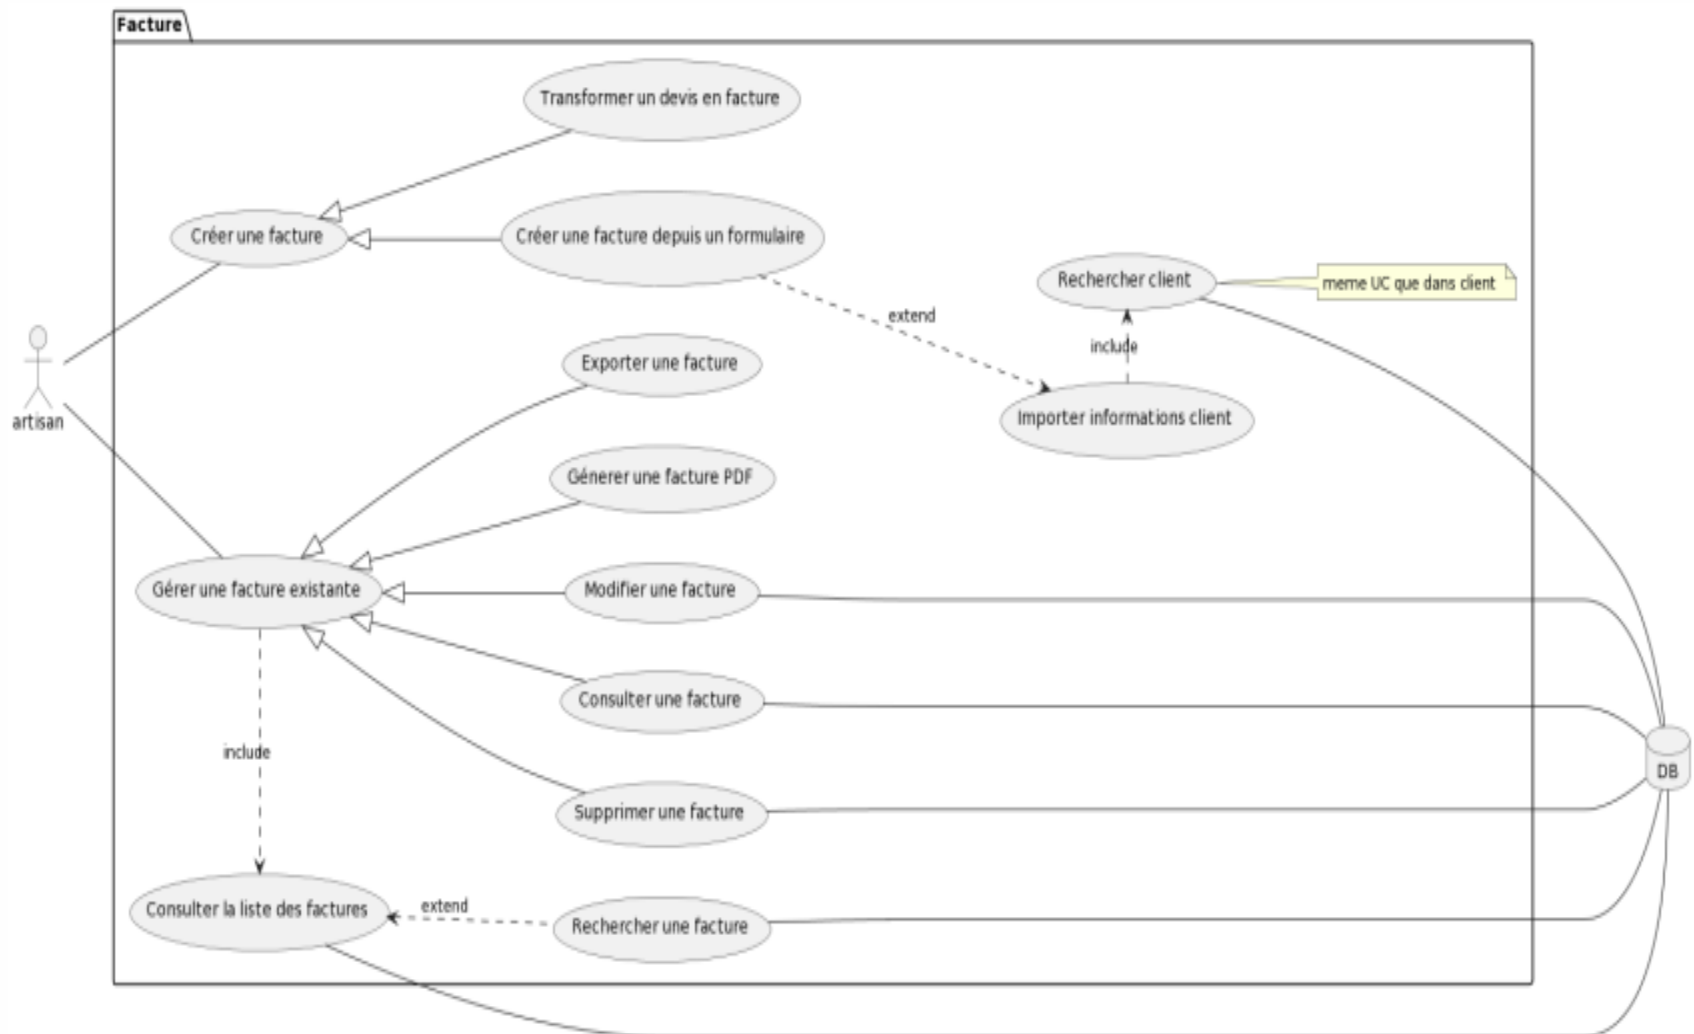 Facture
Transformer un devis en facture
Créer une facture
Créer une facture depuis un formulaire
Rechercher client
meme UC que dans client
extend
include
artisan
Exporter une facture
Importer informations client
Génerer une facture PDF
Gérer une facture existante
Modifier une facture
Consulter une facture
include
DB
Supprimer une facture
Consulter la liste des factures
extend
Rechercher une facture